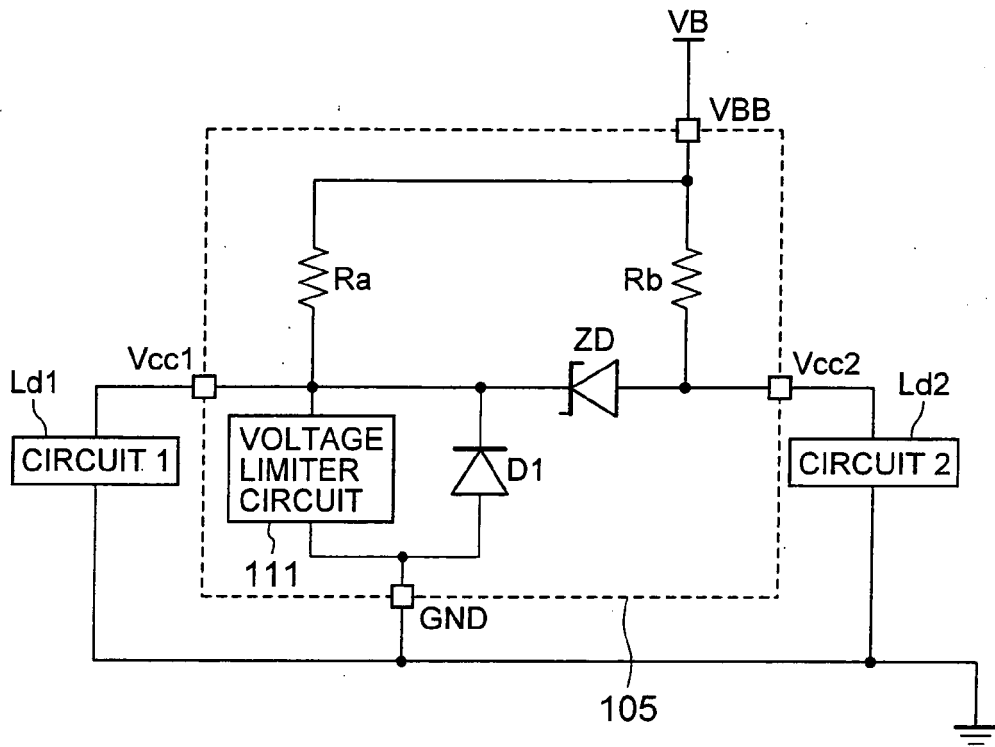 VB
VBB
Ra
Rb
ZD
Vcc1
Vcc2
Ld1
Ld2
CIRCUIT 1
VOLTAGE
LIMITER
CIRCUIT
D1
CIRCUIT 2
111
GND
105